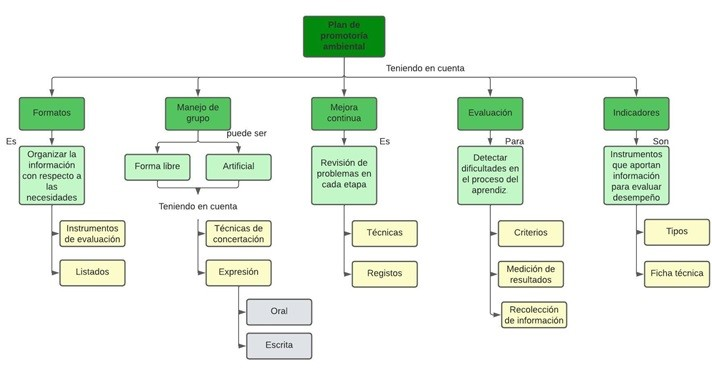 Plan de
promotoría
ambiental
Teniendo en cuenta
Formatos
Manejo de
grupo
Mejora
continua
Evaluación
Indicadores
Es
puede ser
Es
Para
Son
Organizar la
información
con respecto a
las
necesidades
Forma libre
Artificial
Revisión de
problemas en
cada etapa
Detectar
dificultades en
el proceso del
aprendiz
Instrumentos
que aportan
información
para evaluar
desempeño
Teniendo en cuenta
Instrumentos
de evaluación
Listados
Técnicas de
concertación
Expresión
Oral
Escrita
Técnicas
Registos
Criterios
Medición de
resultados
Recolección
de información
Tipos
Ficha técnica